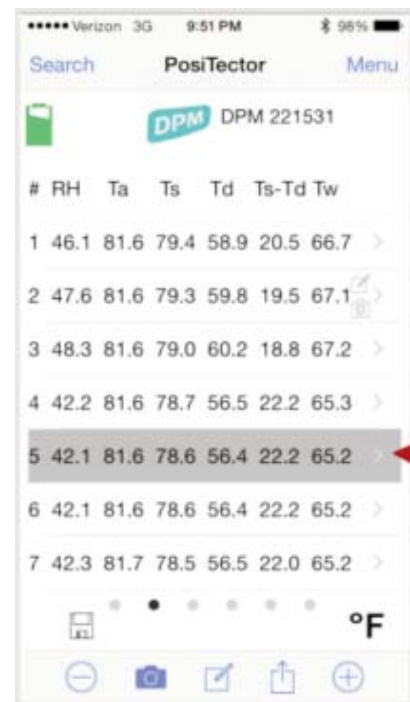 Verizon 3G 9:51 PM 98%
Search PosiTector Menu
DPM DPM 221531
# RH Ta Ts Td Ts-Td Tw
1 46.1 81.6 79.4 58.9 20.5 66.7
2 47.6 81.6 79.3 59.8 19.5 67.1
3 48.3 81.6 79.0 60.2 18.8 67.2
4 42.2 81.6 78.7 56.5 22.2 65.3
5 42.1 81.6 78.6 56.4 22.2 65.2
6 42.1 81.6 78.6 56.4 22.2 65.2
7 42.3 81.7 78.5 56.5 22.0 65.2
°F